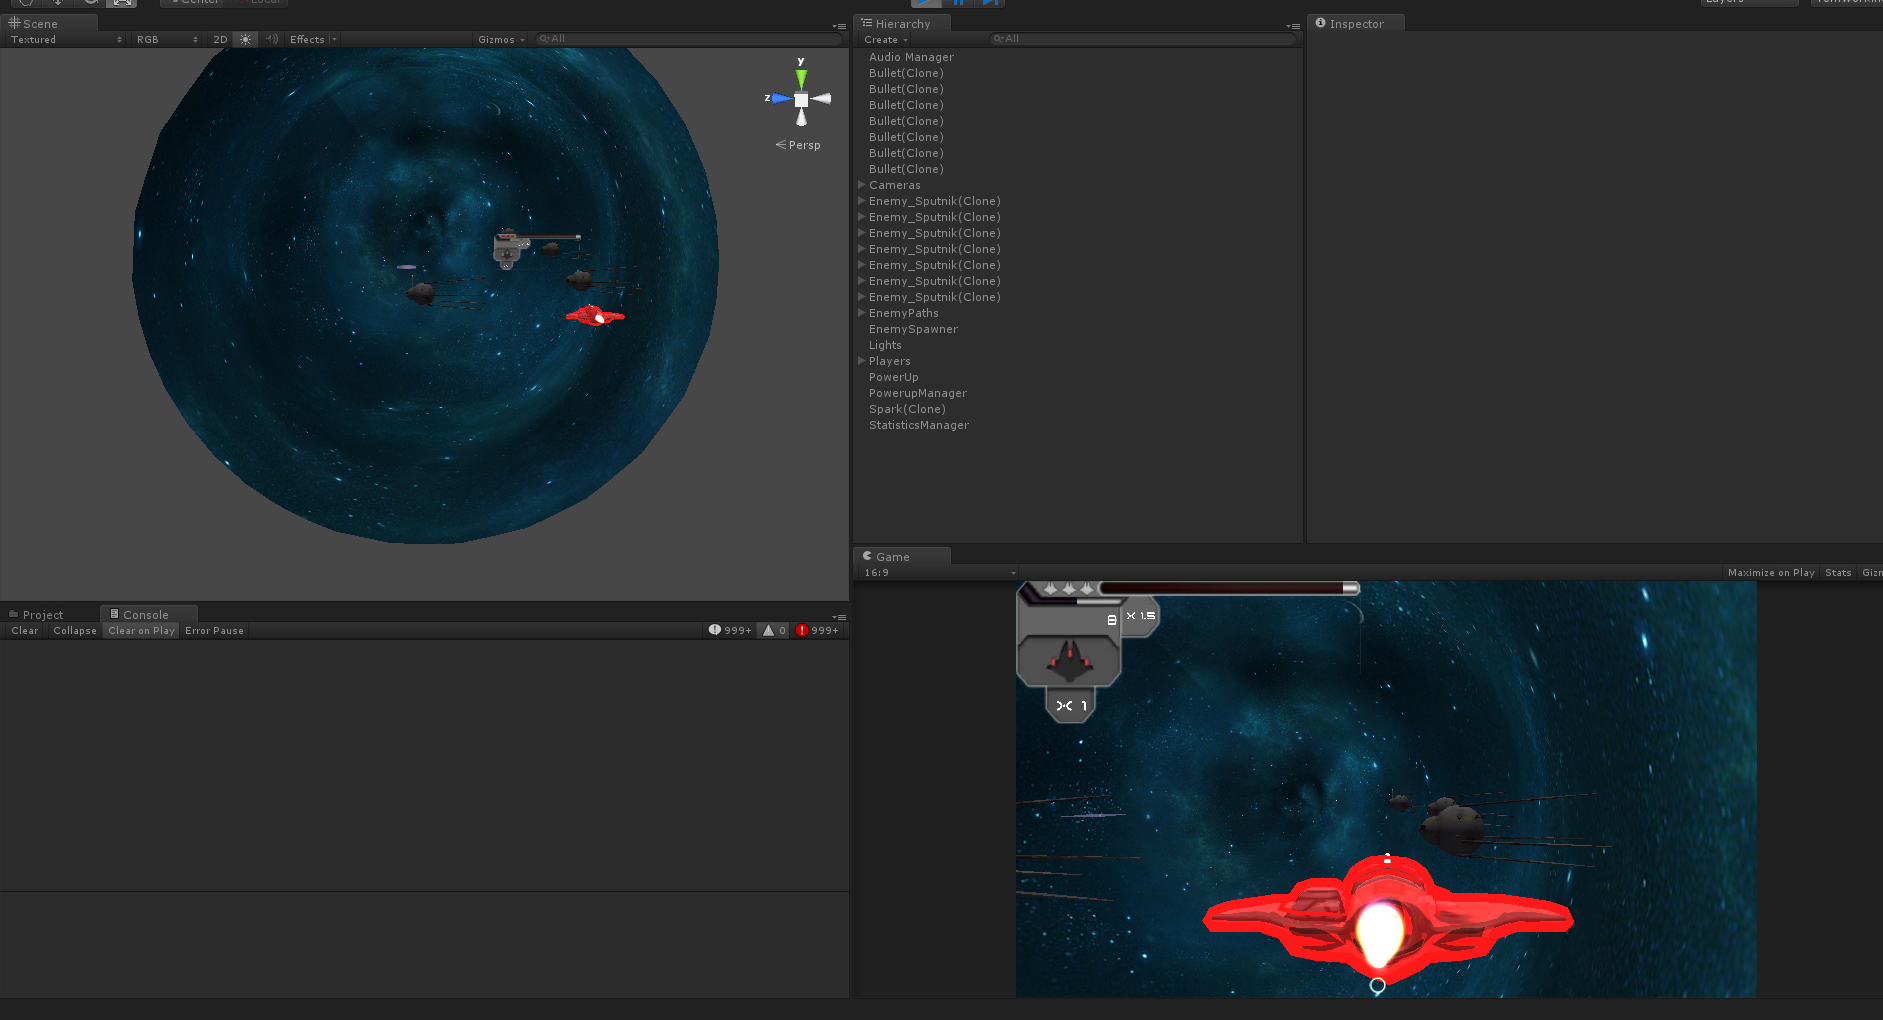 Center Local
Layers
Scene
Textured RGB 2D Effects Gizmos All
y
z
Persp
Hierarchy
Create All
Audio Manager
Bullet(Clone)
Bullet(Clone)
Bullet(Clone)
Bullet(Clone)
Bullet(Clone)
Bullet(Clone)
Bullet(Clone)
Cameras
Enemy_Sputnik(Clone)
Enemy_Sputnik(Clone)
Enemy_Sputnik(Clone)
Enemy_Sputnik(Clone)
Enemy_Sputnik(Clone)
Enemy_Sputnik(Clone)
Enemy_Sputnik(Clone)
EnemyPaths
EnemySpawner
Lights
Players
PowerUp
PowerupManager
Spark(Clone)
StatisticsManager
Inspector
Project Console
Clear Collapse Clear on Play Error Pause 999+ 0 999+
Game
16:9 Maximize on Play Stats
8 X 1.5
X 1